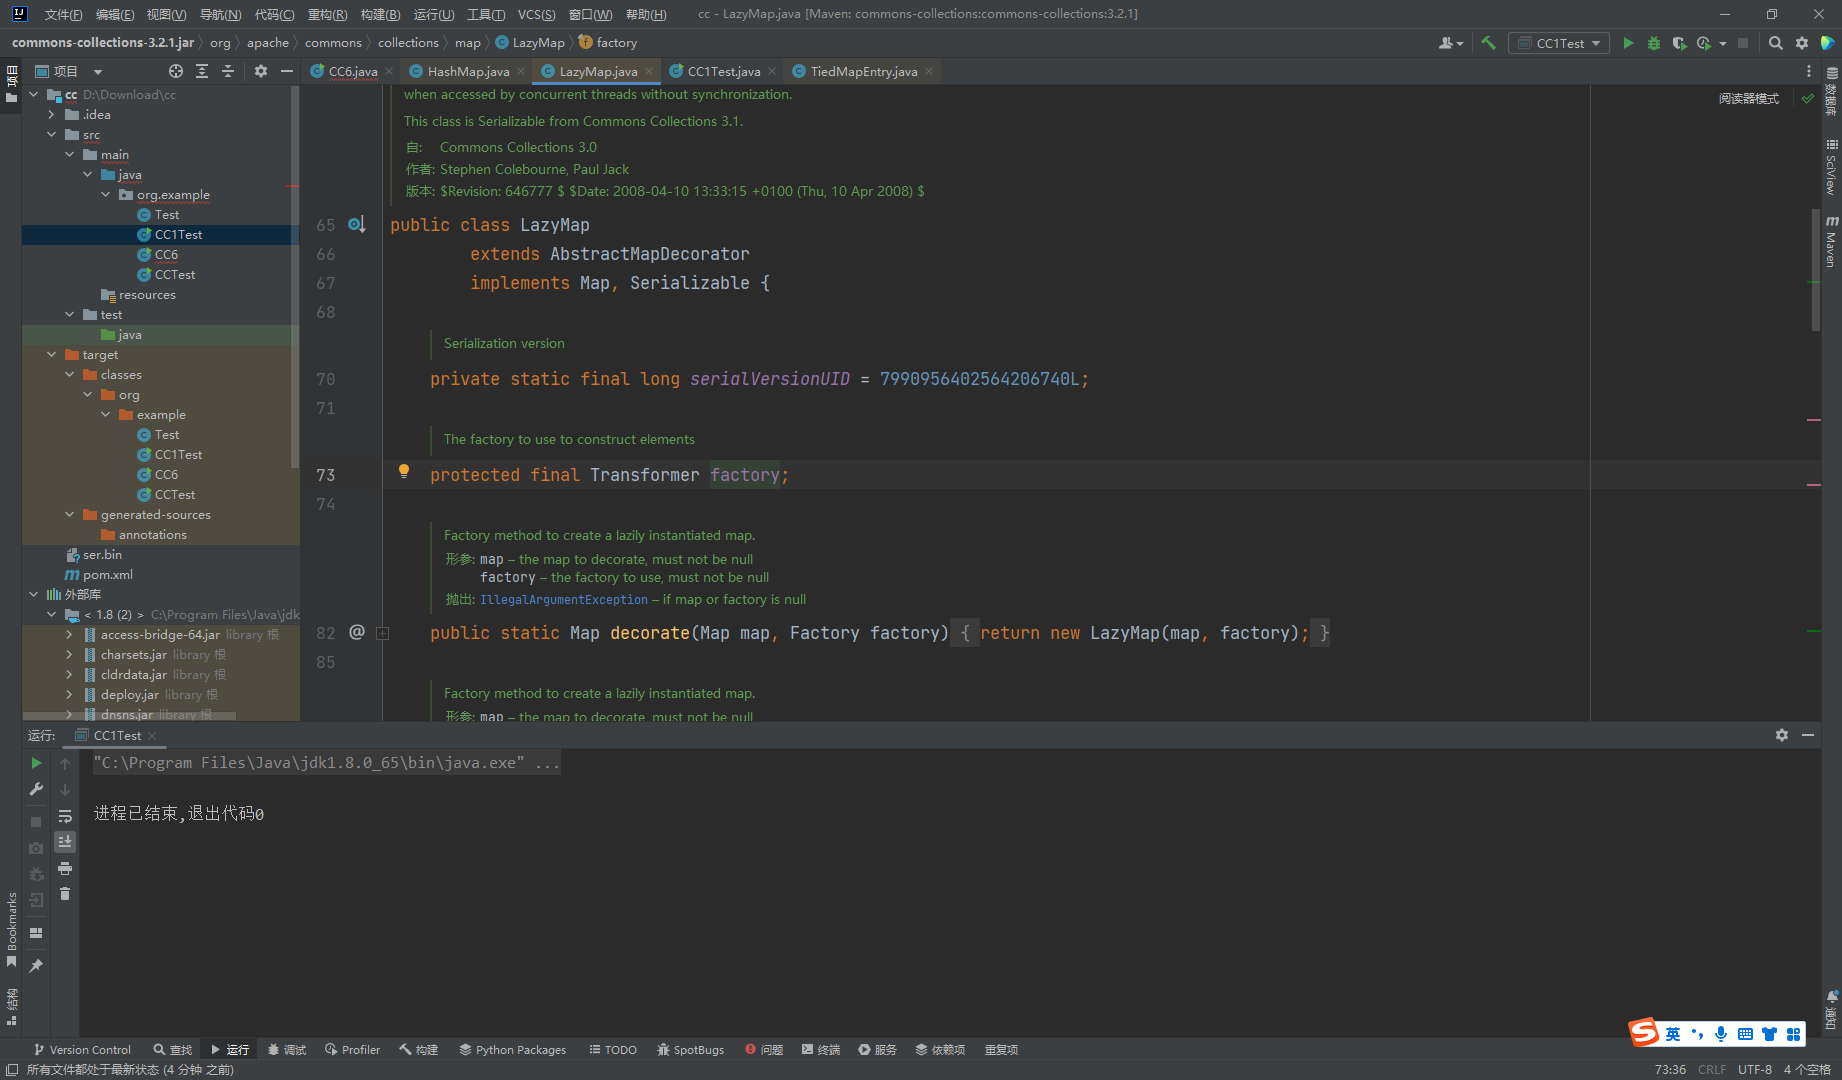 文件(F) 编辑(E) 视图(V) 导航(N) 代码(C) 重构(R) 构建(B) 运行(U) 工具(T) VCS(S) 窗口(W) 帮助(H) cc - LazyMap.java [Maven: commons-collections:commons-collections:3.2.1]
commons-collections-3.2.1.jar org apache commons collections map LazyMap factory CC1Test
项目 CC6.java HashMap.java LazyMap.java CC1Test.java TiedMapEntry.java
项目
cc D:\Download\cc
.idea
src
main
java
org.example
Test
CC1Test
CC6
CCTest
resources
test
java
target
classes
org
example
Test
CC1Test
CC6
CCTest
generated-sources
annotations
ser.bin
pom.xml
外部库
< 1.8 (2) > C:\Program Files\Java\jdk
access-bridge-64.jar library 根
charsets.jar library 根
cldrdata.jar library 根
deploy.jar library 根
dnsns.jar library 根
when accessed by concurrent threads without synchronization.
阅读器模式
This class is Serializable from Commons Collections 3.1.
自: Commons Collections 3.0
作者: Stephen Colebourne, Paul Jack
版本: $Revision: 646777 $ $Date: 2008-04-10 13:33:15 +0100 (Thu, 10 Apr 2008) $
65 public class LazyMap
66 extends AbstractMapDecorator
67 implements Map, Serializable {
68
Serialization version
70 private static final long serialVersionUID = 7990956402564206740L;
71
The factory to use to construct elements
73 protected final Transformer factory;
74
Factory method to create a lazily instantiated map.
形参: map – the map to decorate, must not be null
factory – the factory to use, must not be null
抛出: IllegalArgumentException – if map or factory is null
82 @ public static Map decorate(Map map, Factory factory) { return new LazyMap(map, factory); }
85
Factory method to create a lazily instantiated map.
形参: map – the map to decorate, must not be null
数据库
SciView
m Maven
通知
运行: CC1Test
"C:\Program Files\Java\jdk1.8.0_65\bin\java.exe" ...
进程已结束,退出代码0
Bookmarks
结构
英
Version Control 查找 运行 调试 Profiler 构建 Python Packages TODO SpotBugs 问题 终端 服务 依赖项 重复项
所有文件都处于最新状态 (4 分钟 之前) 73:36 CRLF UTF-8 4 个空格